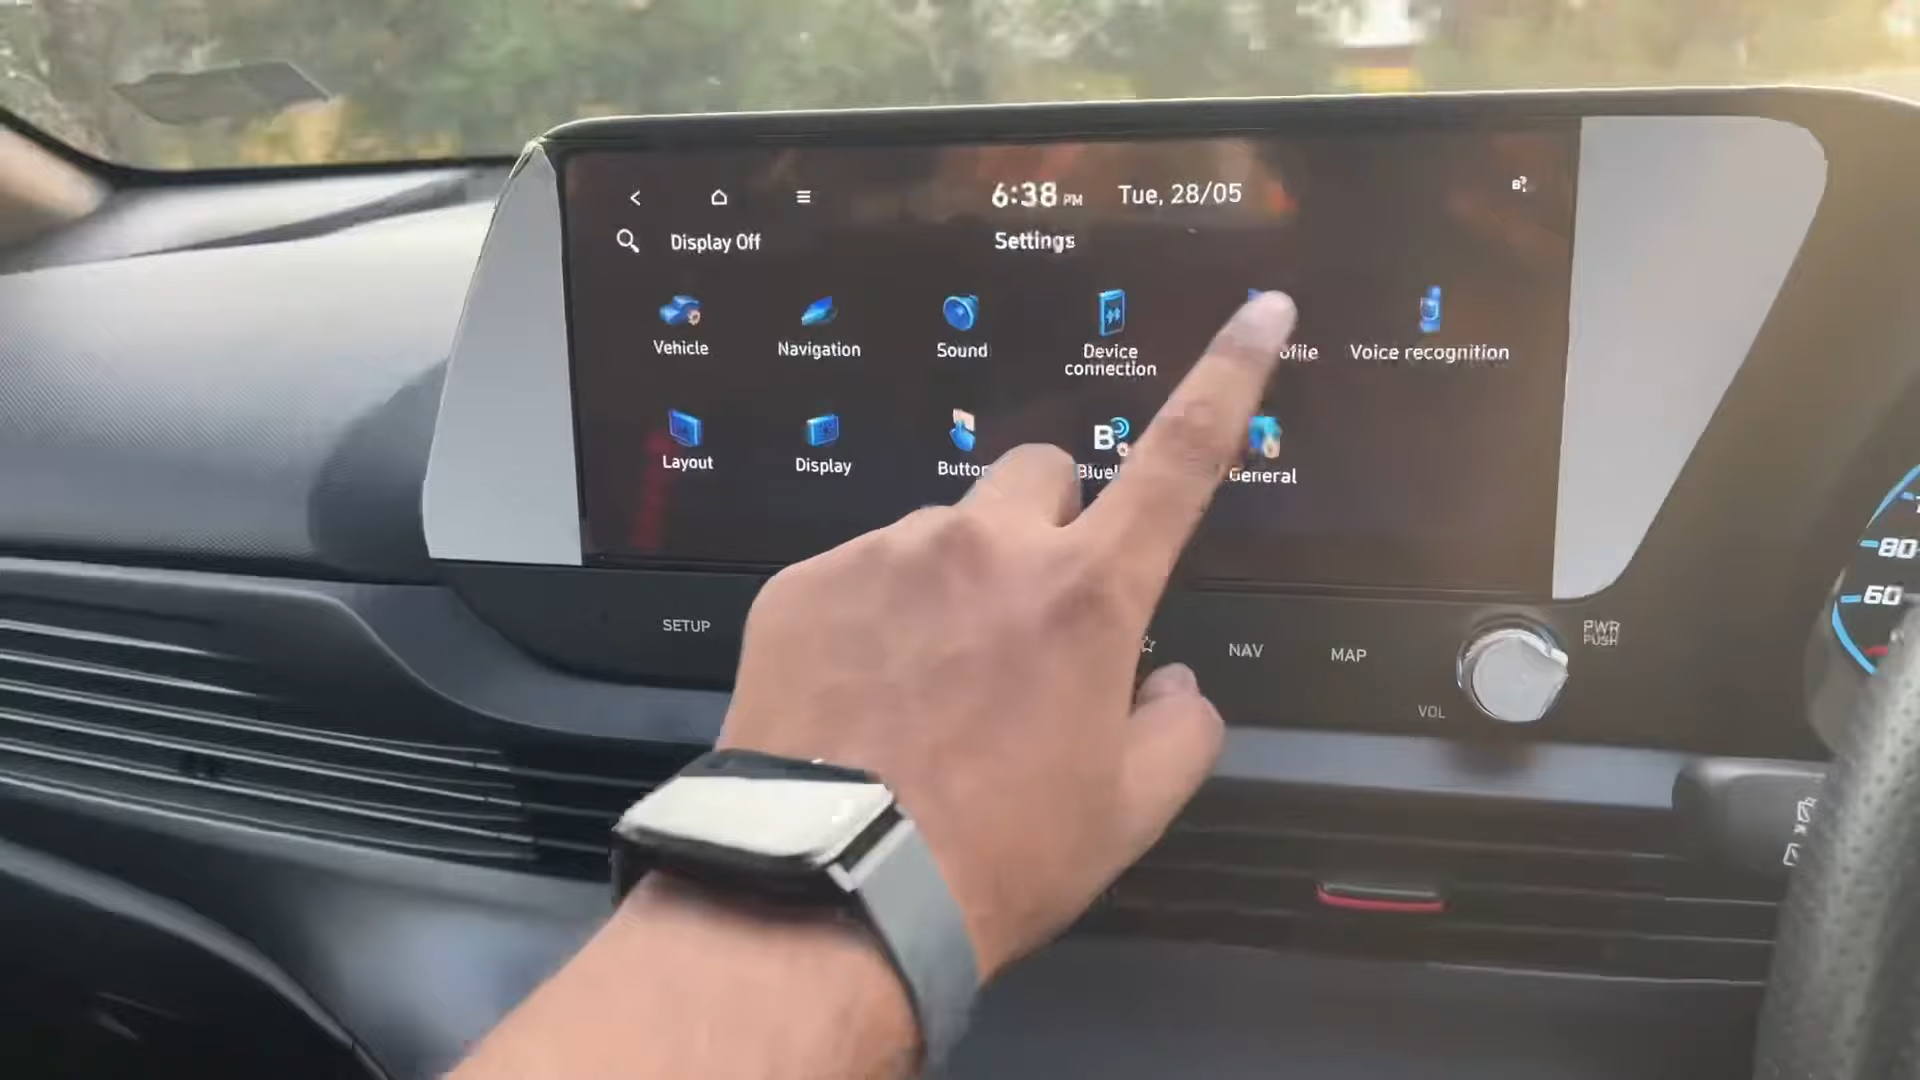 6:38 PM Tue, 28/05
Display Off Settings
Vehicle Navigation Sound Device connection Voice recognition
Layout Display General
SETUP NAV MAP
PWR
PUSH
VOL
80
60